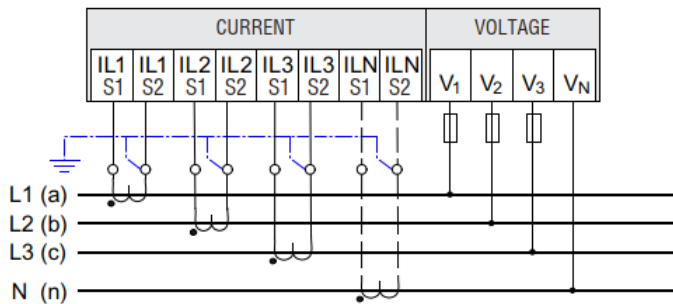 CURRENT VOLTAGE
IL1 IL1 IL2 IL2 IL3 IL3 ILN ILN
S1 S2 S1 S2 S1 S2 S1 S2 V1 V2 V3 VN
L1 (a)
L2 (b)
L3 (c)
N (n)